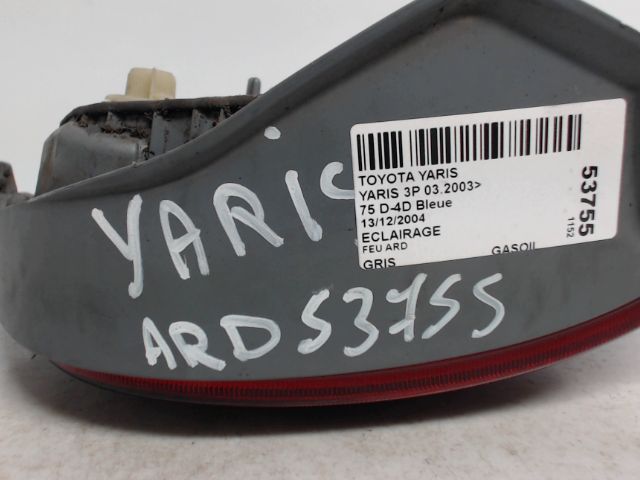 YARIS
ARD 53755
TOYOTA YARIS
YARIS 3P 03.2003>
75 D-4D Bleue
13/12/2004
ECLAIRAGE
FEU ARD
GASOIL
GRIS
53755
1152